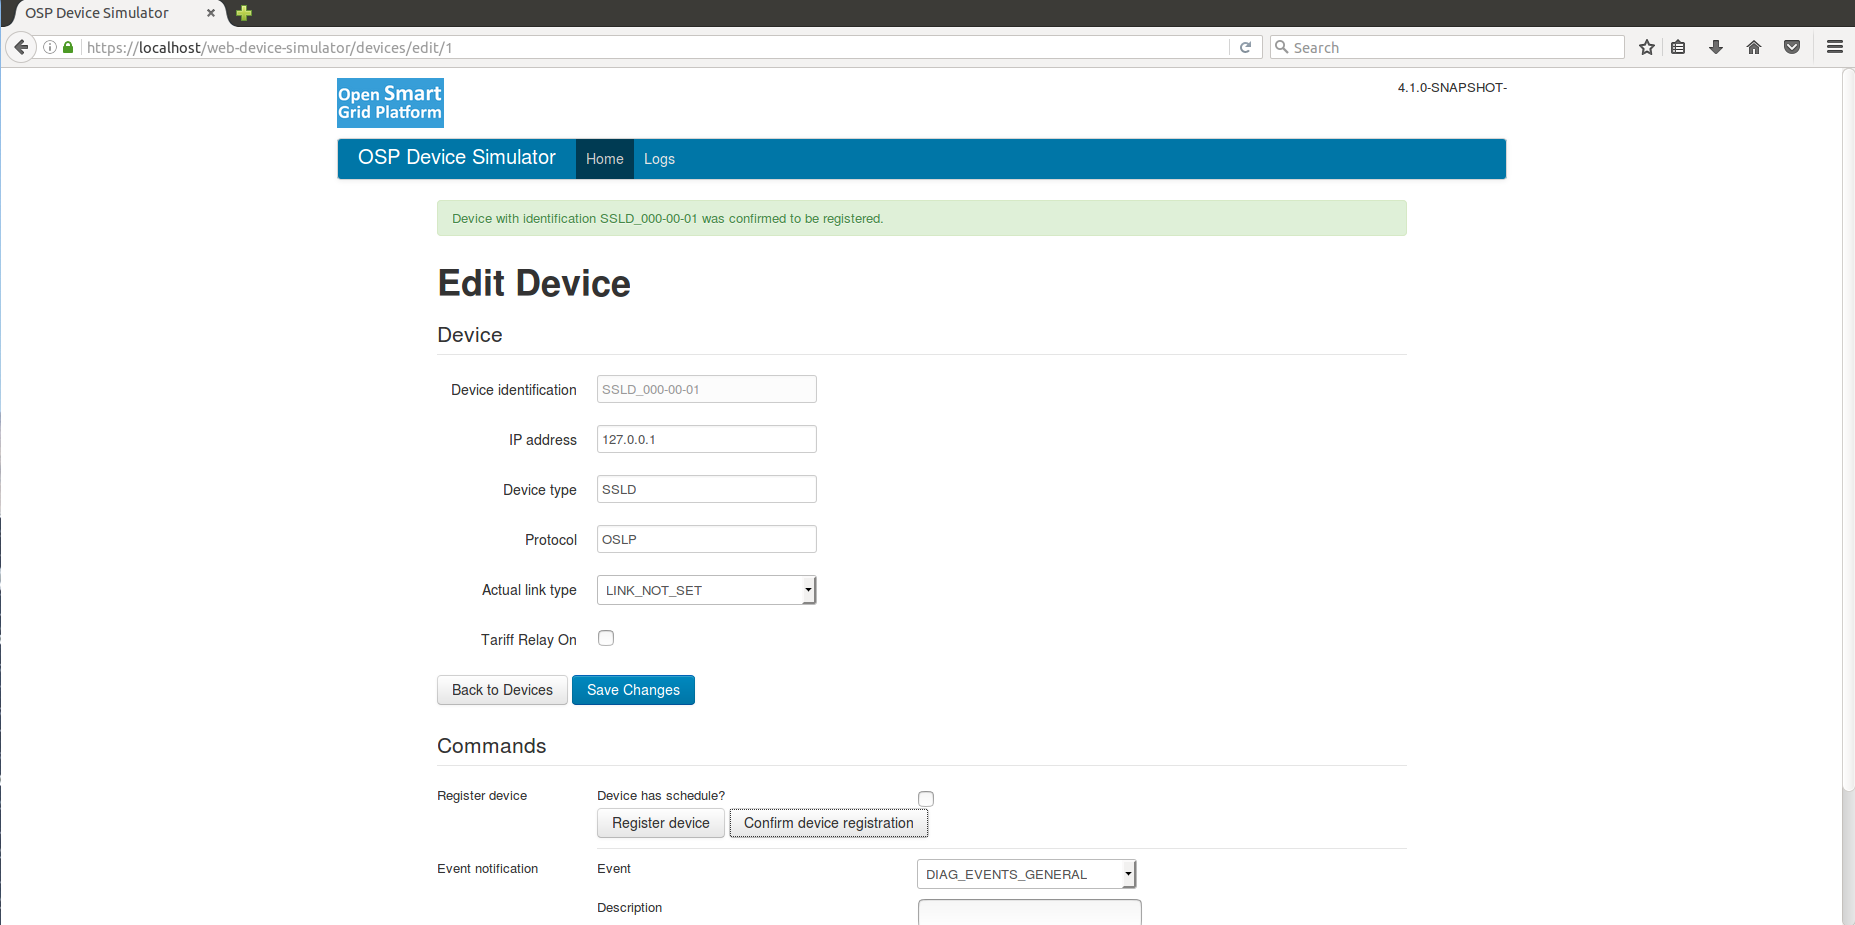 OSP Device Simulator
https://localhost/web-device-simulator/devices/edit/1
Search
Open Smart
Grid Platform
4.1.0-SNAPSHOT-
OSP Device Simulator Home Logs
Device with identification SSLD_000-00-01 was confirmed to be registered.
Edit Device
Device
Device identification SSLD_000-00-01
IP address 127.0.0.1
Device type SSLD
Protocol OSLP
Actual link type LINK_NOT_SET
Tariff Relay On
Back to Devices Save Changes
Commands
Register device Device has schedule?
Register device Confirm device registration
Event notification Event DIAG_EVENTS_GENERAL
Description